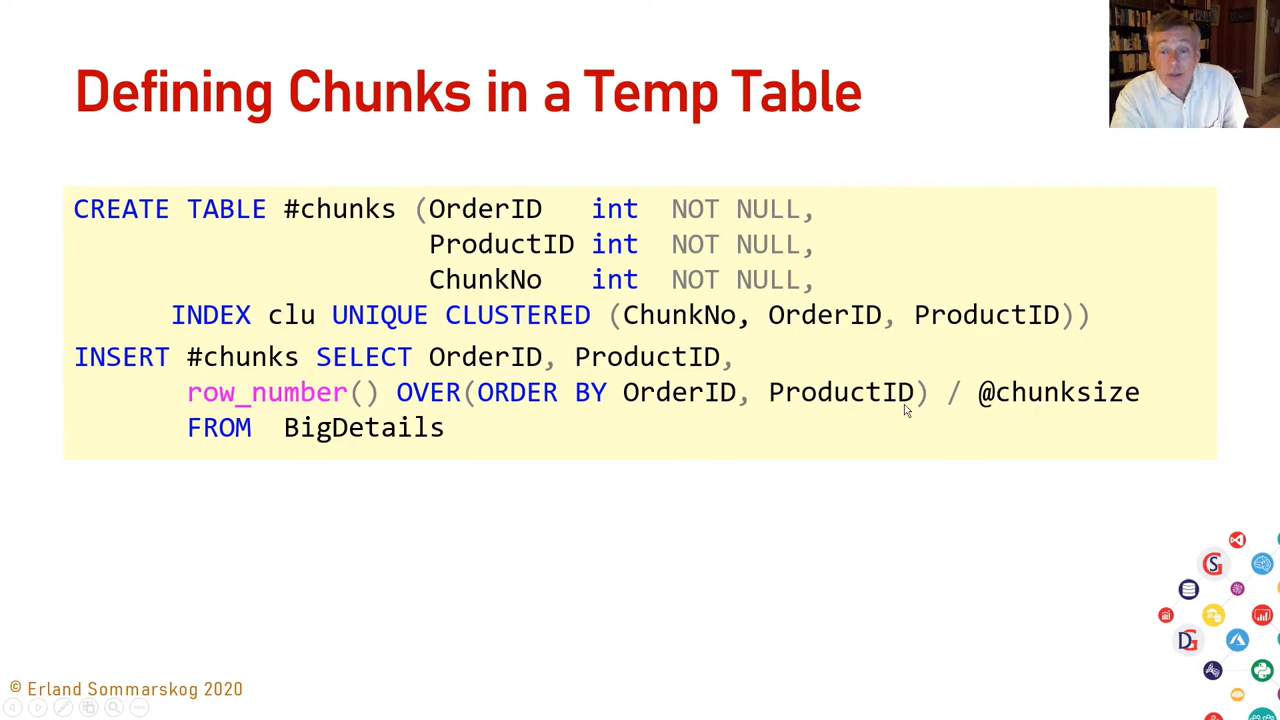 Defining Chunks in a Temp Table
CREATE TABLE #chunks (OrderID int NOT NULL,
ProductID int NOT NULL,
ChunkNo int NOT NULL,
INDEX clu UNIQUE CLUSTERED (ChunkNo, OrderID, ProductID))
INSERT #chunks SELECT OrderID, ProductID,
row_number() OVER(ORDER BY OrderID, ProductID) / @chunksize
FROM BigDetails
SG
DG
© Erland Sommarskog 2020